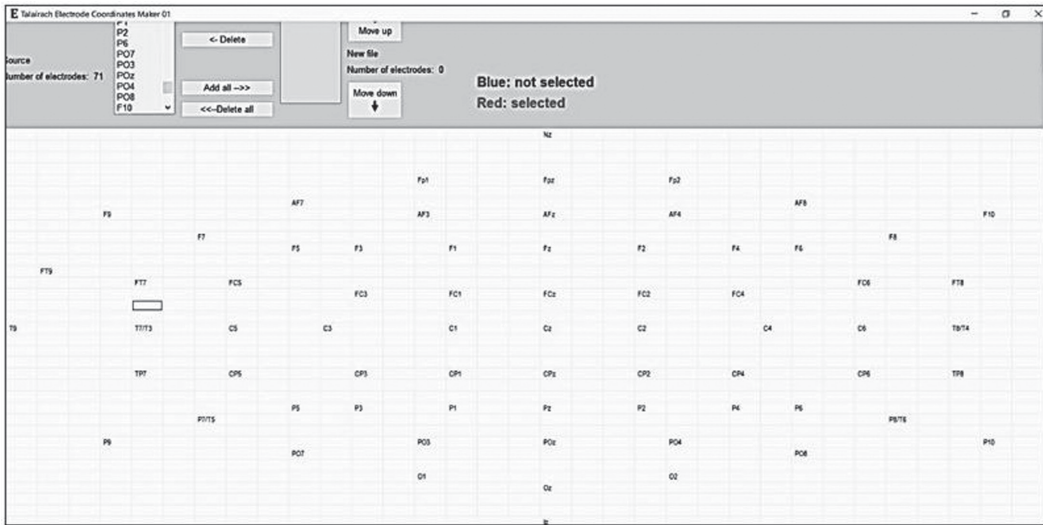 E Talairach Electrode Coordinates Maker 01
P1
P2
P6
PO7
PO3
POz
PO4
PO8
F10
Source
Number of electrodes: 71
<- Delete
Add all -->>
<<--Delete all
Move up
New file
Number of electrodes: 0
Move down
Blue: not selected
Red: selected
Nz
Fp1 Fpz Fp2
AF7 AF8
F9 AF3 AFz AF4 F10
F7 F8
F5 F3 F1 Fz F2 F4 F6
FT9
FT7 FC5 FC6 FT8
FC3 FC1 FCz FC2 FC4
T9 T7/T3 C5 C3 C1 Cz C2 C4 C6 T8/T4
TP7 CP5 CP3 CP1 CPz CP2 CP4 CP6 TP8
P5 P3 P1 Pz P2 P4 P6
P7/T5 P8/T6
P9 PO3 POz PO4 P10
PO7 PO8
O1 O2
Oz
Iz